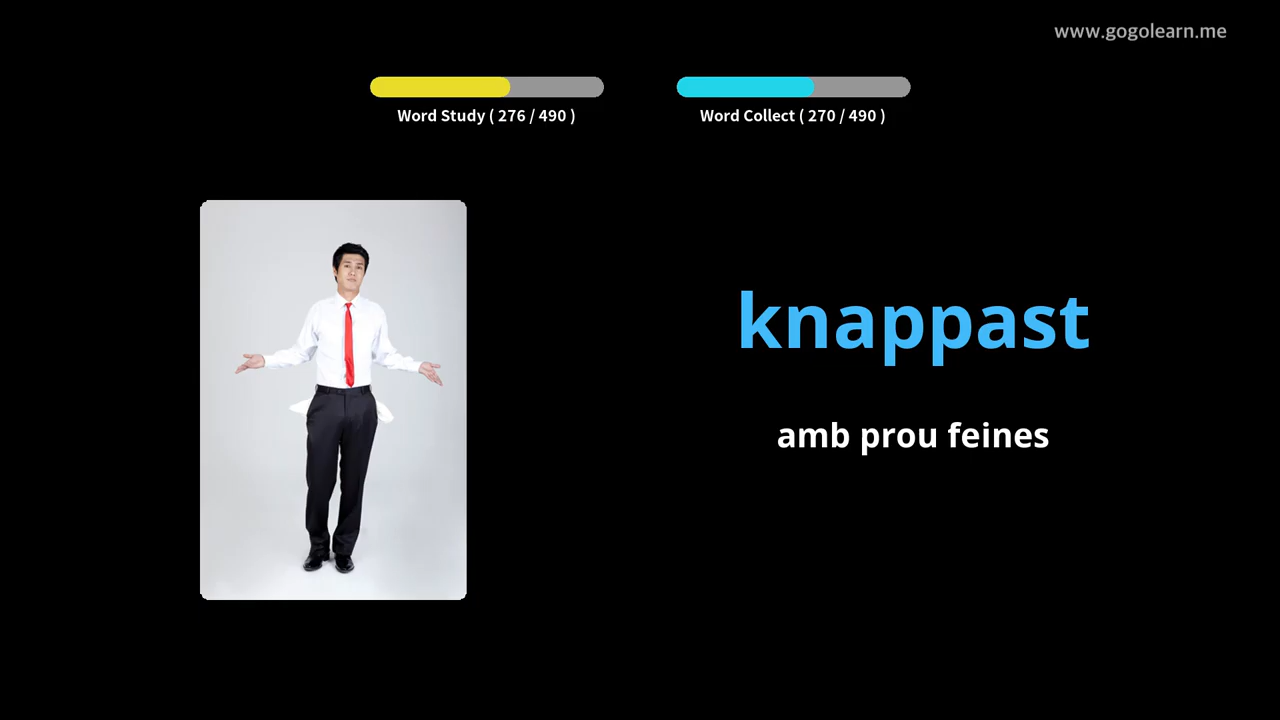 www.gogolearn.me
Word Study ( 276 / 490 )
Word Collect ( 270 / 490 )
knappast
amb prou feines